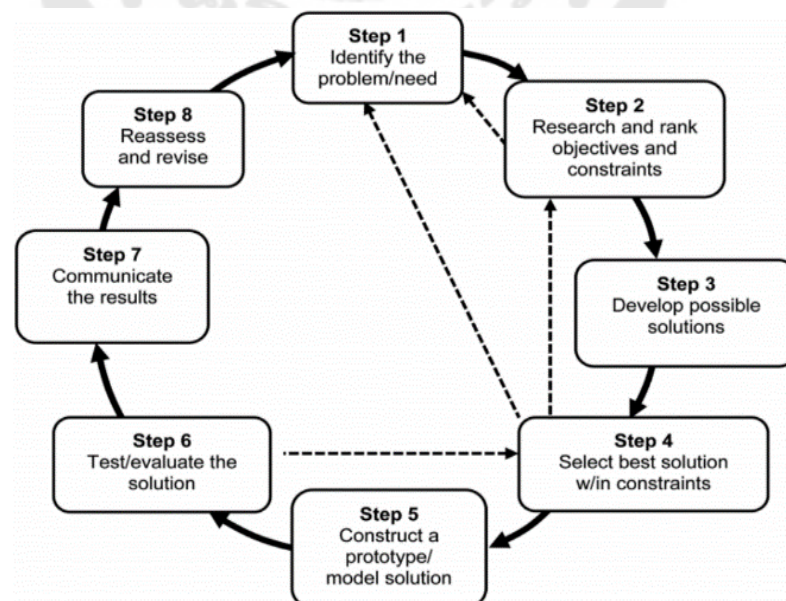 Step 1
Identify the
problem/need
Step 2
Research and rank
objectives and
constraints
Step 3
Develop possible
solutions
Step 4
Select best solution
w/in constraints
Step 5
Construct a
prototype/
model solution
Step 6
Test/evaluate the
solution
Step 7
Communicate
the results
Step 8
Reassess
and revise